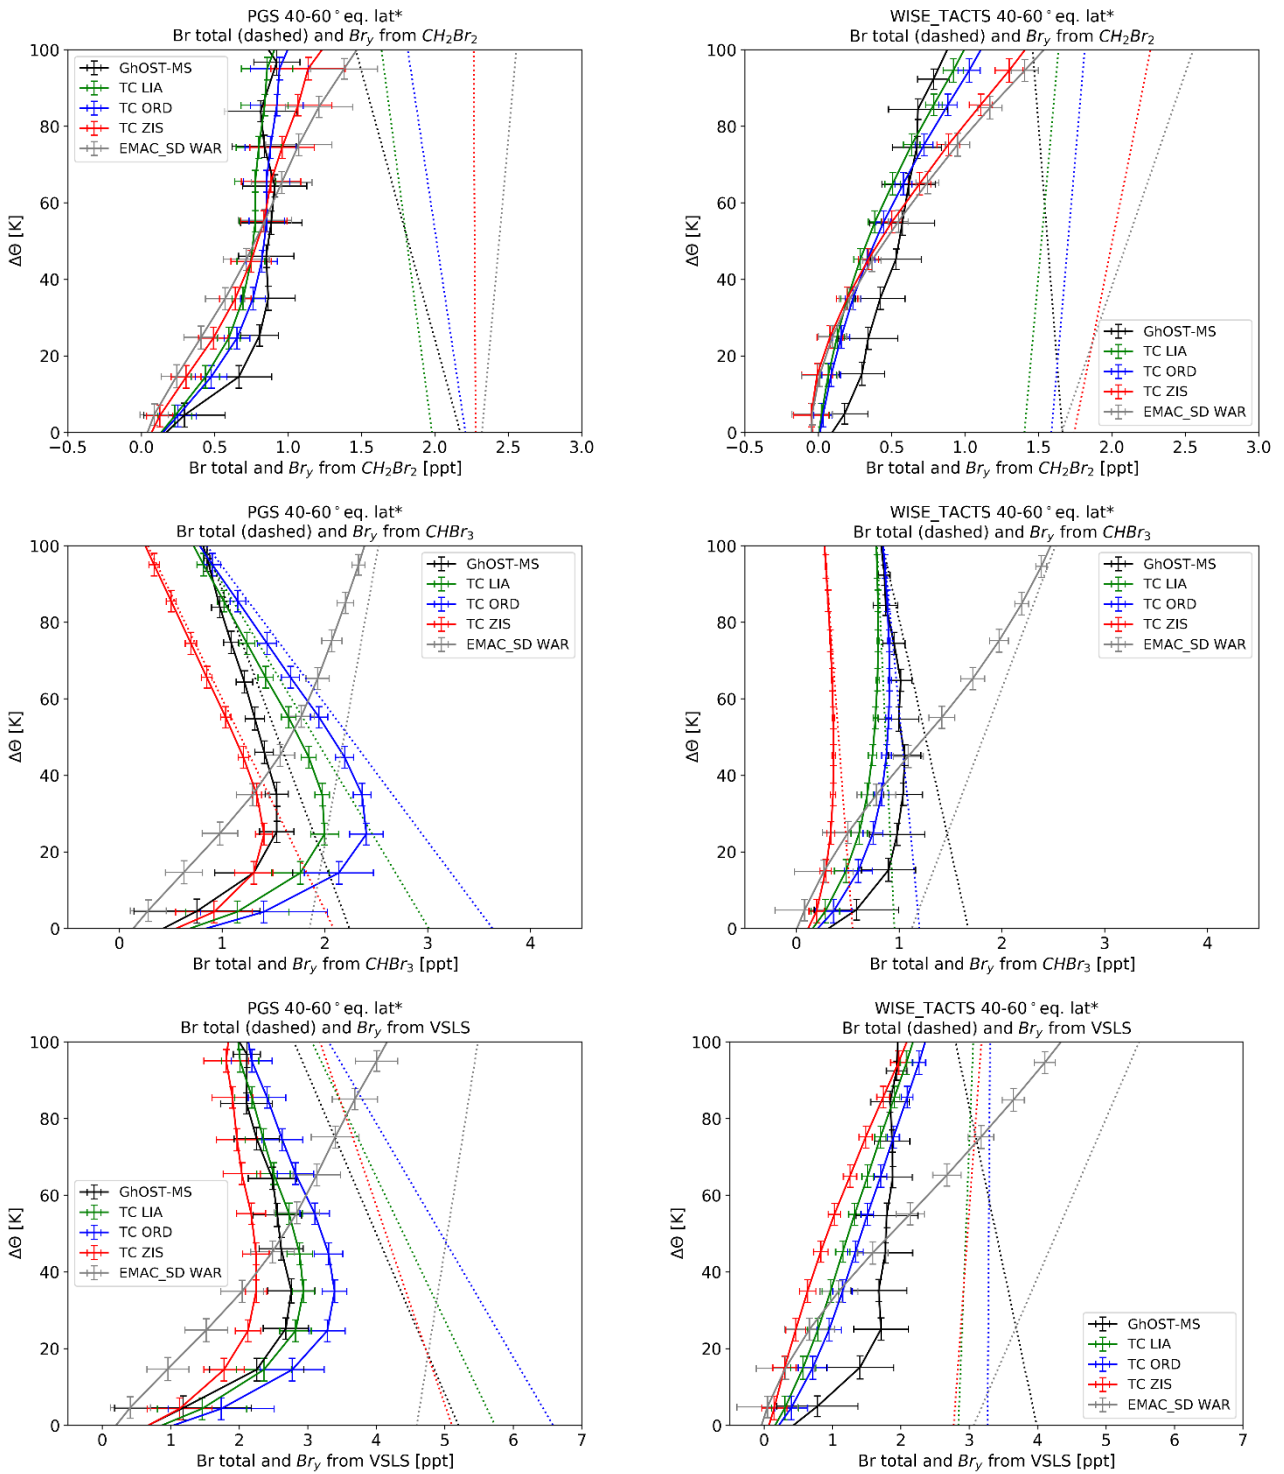 PGS 40-60°eq. lat*
Br total (dashed) and Bry from CH2Br2
100
80
60
40
20
0
ΔΘ [K]
GhOST-MS
TC LIA
TC ORD
TC ZIS
EMAC_SD WAR
−0.5 0.0 0.5 1.0 1.5 2.0 2.5 3.0
Br total and Bry from CH2Br2 [ppt]
WISE_TACTS 40-60°eq. lat*
Br total (dashed) and Bry from CH2Br2
100
80
60
40
20
0
ΔΘ [K]
GhOST-MS
TC LIA
TC ORD
TC ZIS
EMAC_SD WAR
−0.5 0.0 0.5 1.0 1.5 2.0 2.5 3.0
Br total and Bry from CH2Br2 [ppt]
PGS 40-60°eq. lat*
Br total (dashed) and Bry from CHBr3
100
80
60
40
20
0
ΔΘ [K]
GhOST-MS
TC LIA
TC ORD
TC ZIS
EMAC_SD WAR
0 1 2 3 4
Br total and Bry from CHBr3 [ppt]
WISE_TACTS 40-60°eq. lat*
Br total (dashed) and Bry from CHBr3
100
80
60
40
20
0
ΔΘ [K]
GhOST-MS
TC LIA
TC ORD
TC ZIS
EMAC_SD WAR
0 1 2 3 4
Br total and Bry from CHBr3 [ppt]
PGS 40-60°eq. lat*
Br total (dashed) and Bry from VSLS
100
80
60
40
20
0
ΔΘ [K]
GhOST-MS
TC LIA
TC ORD
TC ZIS
EMAC_SD WAR
0 1 2 3 4 5 6 7
Br total and Bry from VSLS [ppt]
WISE_TACTS 40-60°eq. lat*
Br total (dashed) and Bry from VSLS
100
80
60
40
20
0
ΔΘ [K]
GhOST-MS
TC LIA
TC ORD
TC ZIS
EMAC_SD WAR
0 1 2 3 4 5 6 7
Br total and Bry from VSLS [ppt]